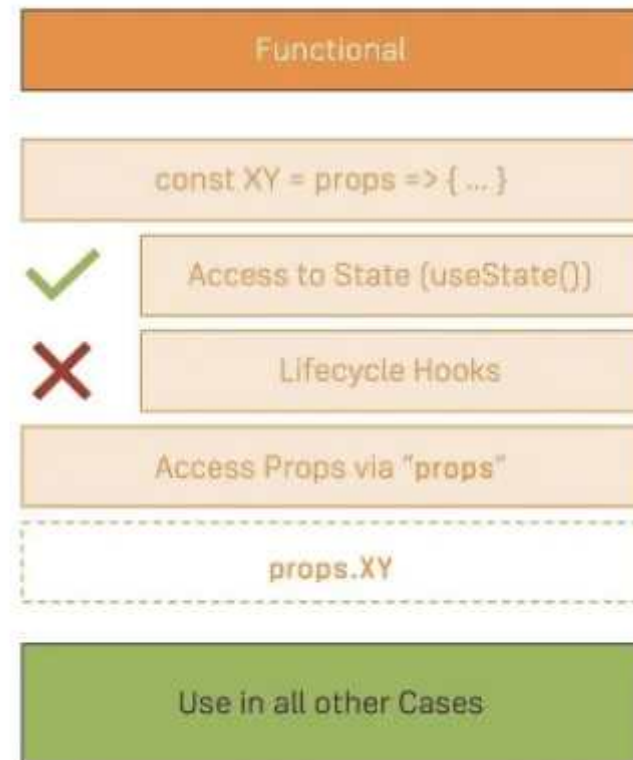 Functional
const XY = props => { ... }
Access to State (useState())
Lifecycle Hooks
Access Props via "props"
props.XY
Use in all other Cases